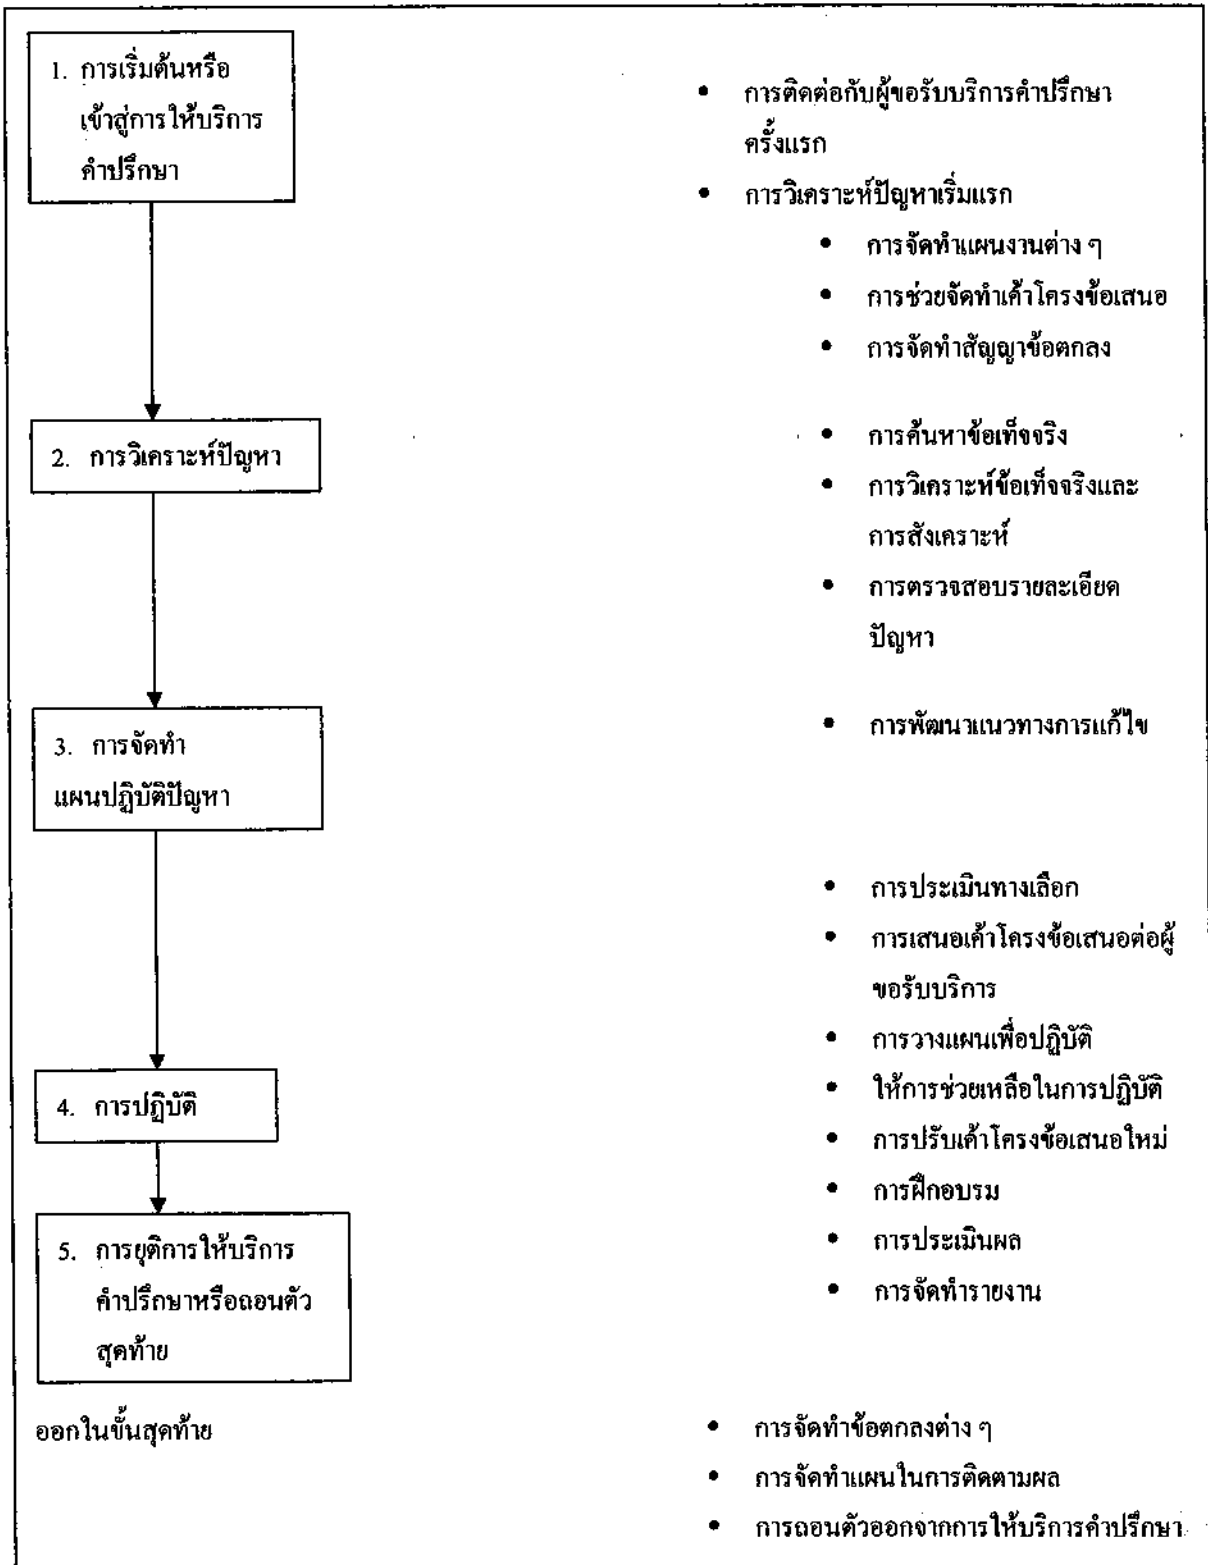 1. การเริ่มต้นหรือ
เข้าสู่การให้บริการ
คำปรึกษา
• การติดต่อกับผู้ขอรับบริการคำปรึกษา
ครั้งแรก
• การวิเคราะห์ปัญหาเริ่มแรก
• การจัดทำแผนงานต่าง ๆ
• การช่วยจัดทำเค้าโครงข้อเสนอ
• การจัดทำสัญญาข้อตกลง
2. การวิเคราะห์ปัญหา
• การค้นหาข้อเท็จจริง
• การวิเคราะห์ข้อเท็จจริงและ
การสังเคราะห์
• การตรวจสอบรายละเอียด
ปัญหา
3. การจัดทำ
แผนปฏิบัติปัญหา
• การพัฒนาแนวทางการแก้ไข
• การประเมินทางเลือก
• การเสนอเค้าโครงข้อเสนอต่อผู้
ขอรับบริการ
• การวางแผนเพื่อปฏิบัติ
4. การปฏิบัติ
• ให้การช่วยเหลือในการปฏิบัติ
• การปรับเค้าโครงข้อเสนอใหม่
• การฝึกอบรม
5. การยุติการให้บริการ
คำปรึกษาหรือถอนตัว
สุดท้าย
• การประเมินผล
• การจัดทำรายงาน
ออกในขั้นสุดท้าย
• การจัดทำข้อตกลงต่าง ๆ
• การจัดทำแผนในการติดตามผล
• การถอนตัวออกจากการให้บริการคำปรึกษา